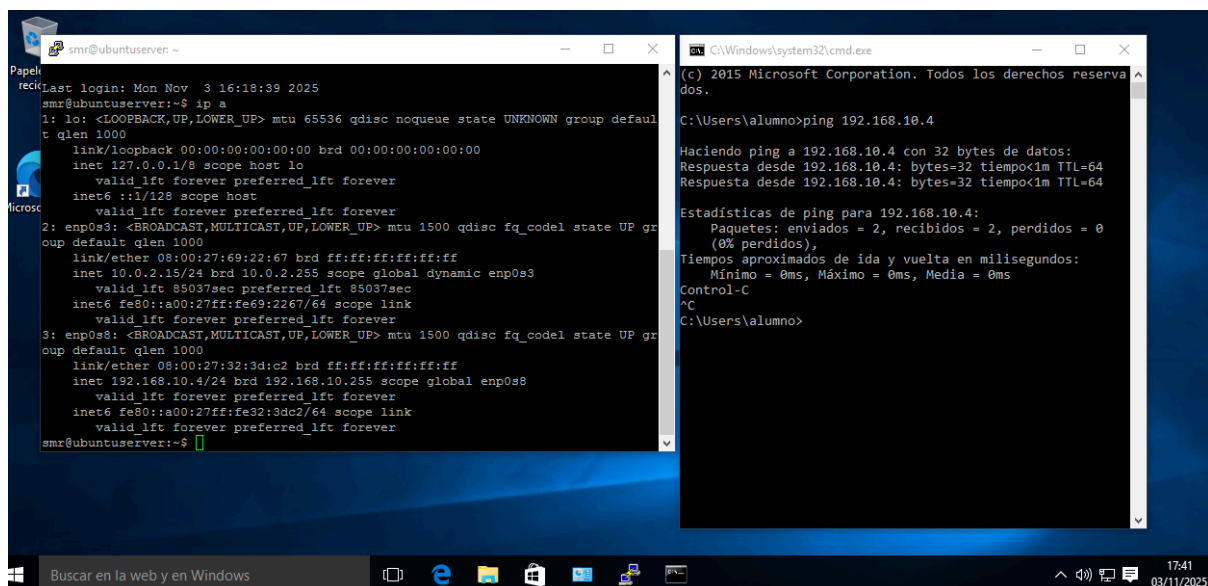 Papele
recic
Microso
smr@ubuntuserver: ~
Last login: Mon Nov  3 16:18:39 2025
smr@ubuntuserver:~$ ip a
1: lo: <LOOPBACK,UP,LOWER_UP> mtu 65536 qdisc noqueue state UNKNOWN group defaul
t qlen 1000
    link/loopback 00:00:00:00:00:00 brd 00:00:00:00:00:00
    inet 127.0.0.1/8 scope host lo
       valid_lft forever preferred_lft forever
    inet6 ::1/128 scope host
       valid_lft forever preferred_lft forever
2: enp0s3: <BROADCAST,MULTICAST,UP,LOWER_UP> mtu 1500 qdisc fq_codel state UP gr
oup default qlen 1000
    link/ether 08:00:27:69:22:67 brd ff:ff:ff:ff:ff:ff
    inet 10.0.2.15/24 brd 10.0.2.255 scope global dynamic enp0s3
       valid_lft 85037sec preferred_lft 85037sec
    inet6 fe80::a00:27ff:fe69:2267/64 scope link
       valid_lft forever preferred_lft forever
3: enp0s8: <BROADCAST,MULTICAST,UP,LOWER_UP> mtu 1500 qdisc fq_codel state UP gr
oup default qlen 1000
    link/ether 08:00:27:32:3d:c2 brd ff:ff:ff:ff:ff:ff
    inet 192.168.10.4/24 brd 192.168.10.255 scope global enp0s8
       valid_lft forever preferred_lft forever
    inet6 fe80::a00:27ff:fe32:3dc2/64 scope link
       valid_lft forever preferred_lft forever
smr@ubuntuserver:~$
C:\Windows\system32\cmd.exe
(c) 2015 Microsoft Corporation. Todos los derechos reserva
dos.
C:\Users\alumno>ping 192.168.10.4
Haciendo ping a 192.168.10.4 con 32 bytes de datos:
Respuesta desde 192.168.10.4: bytes=32 tiempo<1m TTL=64
Respuesta desde 192.168.10.4: bytes=32 tiempo<1m TTL=64
Estadísticas de ping para 192.168.10.4:
    Paquetes: enviados = 2, recibidos = 2, perdidos = 0
    (0% perdidos),
Tiempos aproximados de ida y vuelta en milisegundos:
    Mínimo = 0ms, Máximo = 0ms, Media = 0ms
Control-C
^C
C:\Users\alumno>
Buscar en la web y en Windows
17:41
03/11/2025